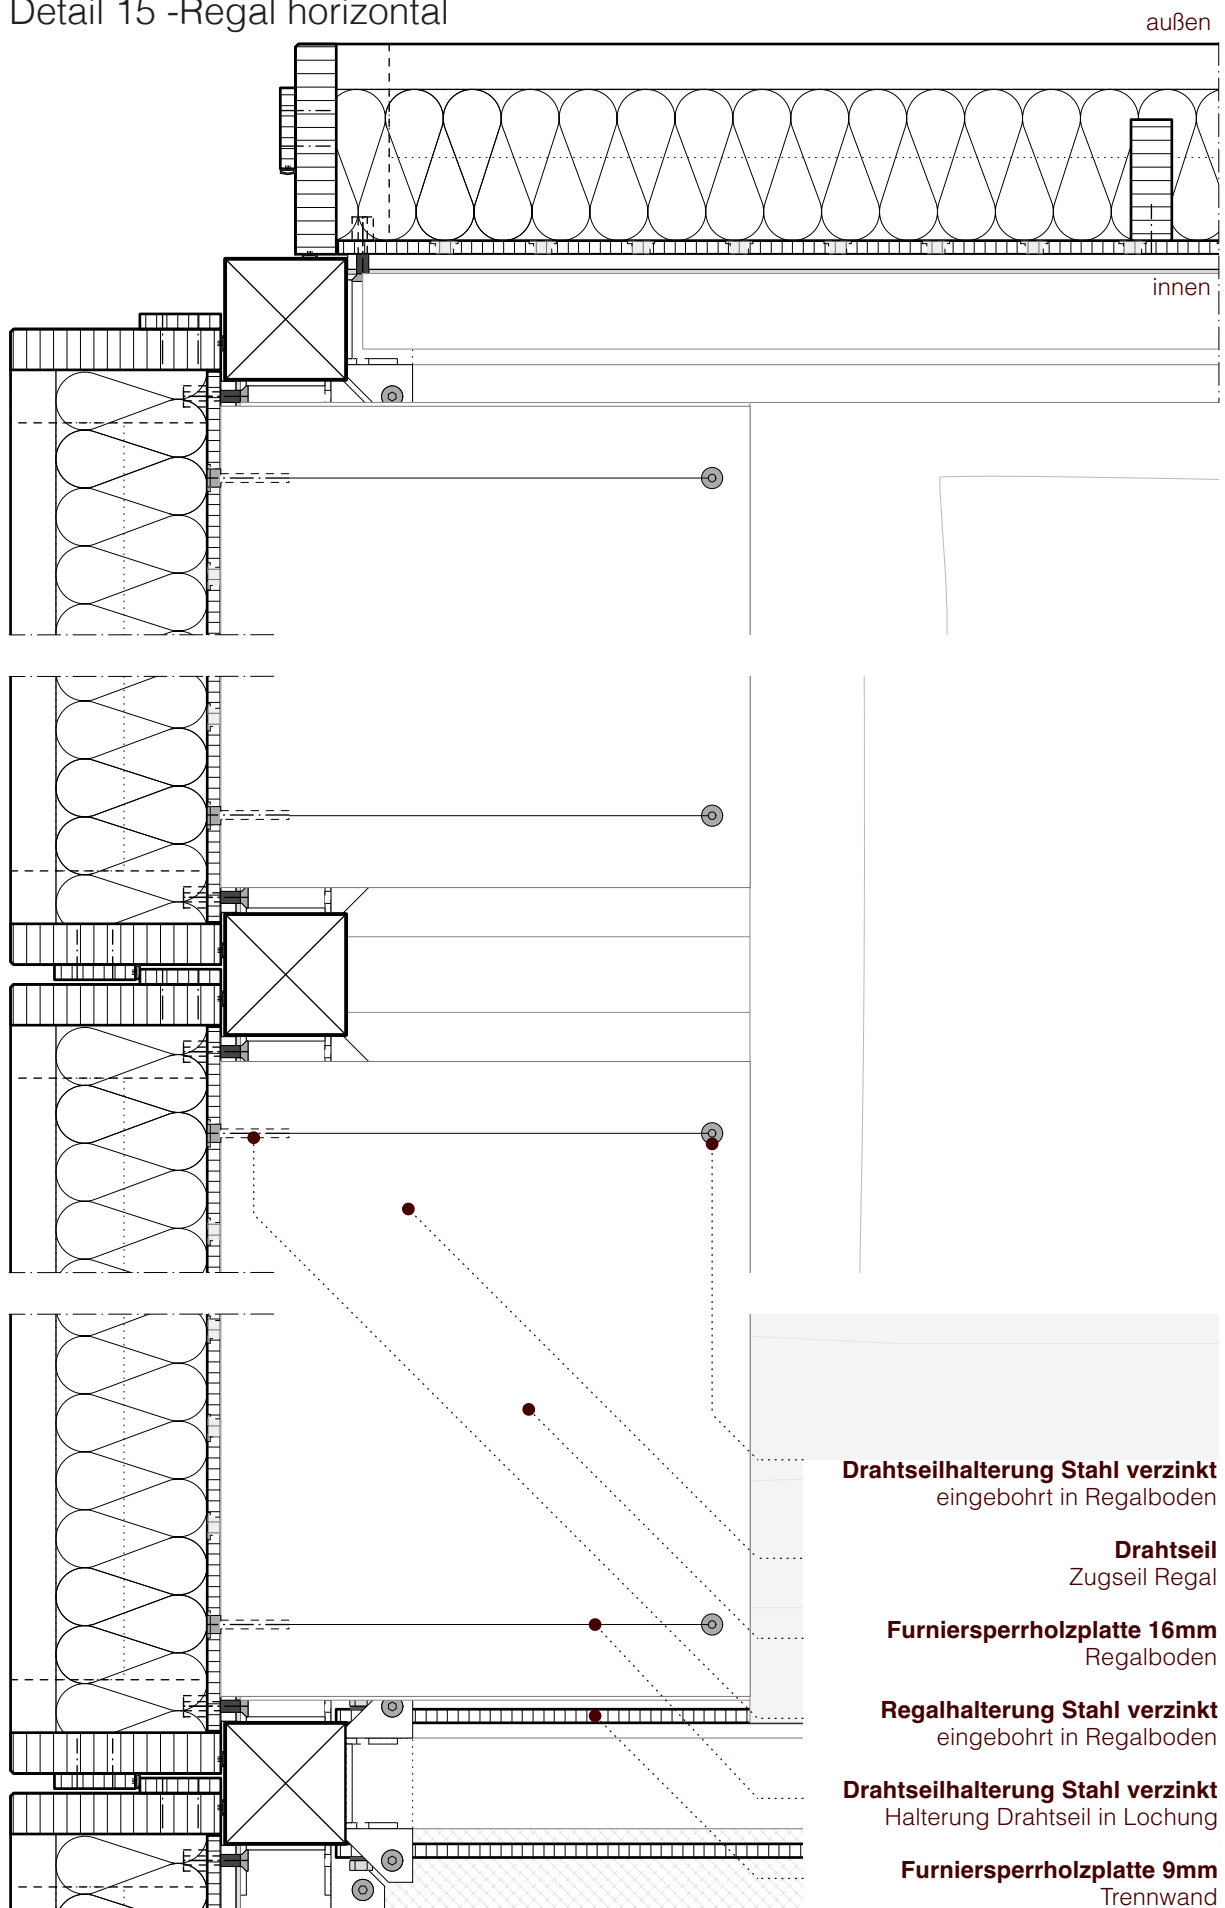 Detail 15 -Regal horizontal
außen
innen
Drahtseilhalterung Stahl verzinkt
eingebohrt in Regalboden
Drahtseil
Zugseil Regal
Furniersperrholzplatte 16mm
Regalboden
Regalhalterung Stahl verzinkt
eingebohrt in Regalboden
Drahtseilhalterung Stahl verzinkt
Halterung Drahtseil in Lochung
Furniersperrholzplatte 9mm
Trennwand